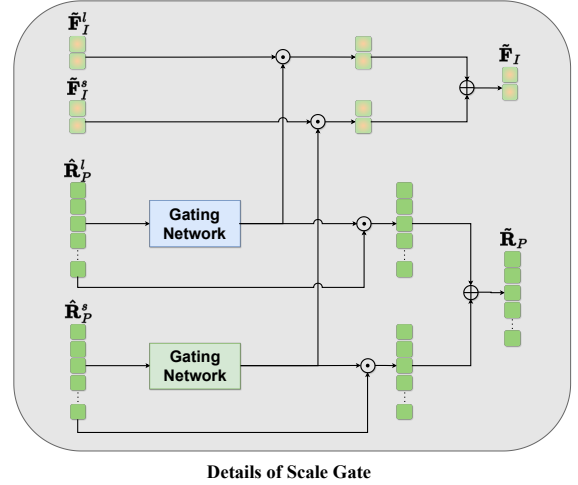 F̃_I^l
F̃_I
F̃_I^s
R̂_P^l
Gating
Network
R̃_P
R̂_P^s
Gating
Network
Details of Scale Gate